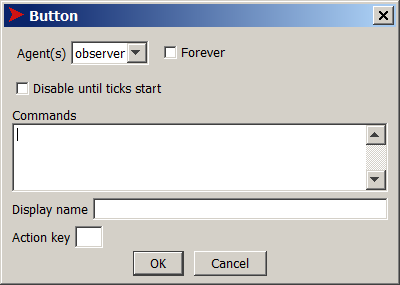 Button
Agent(s) observer Forever
Disable until ticks start
Commands
Display name
Action key
OK Cancel